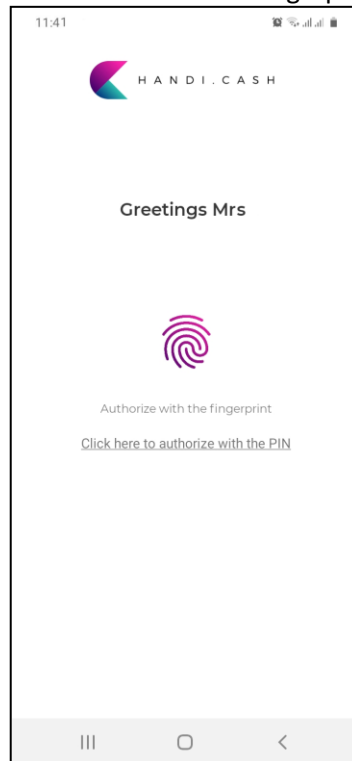 11:41
HANDI.CASH
Greetings Mrs
Authorize with the fingerprint
Click here to authorize with the PIN